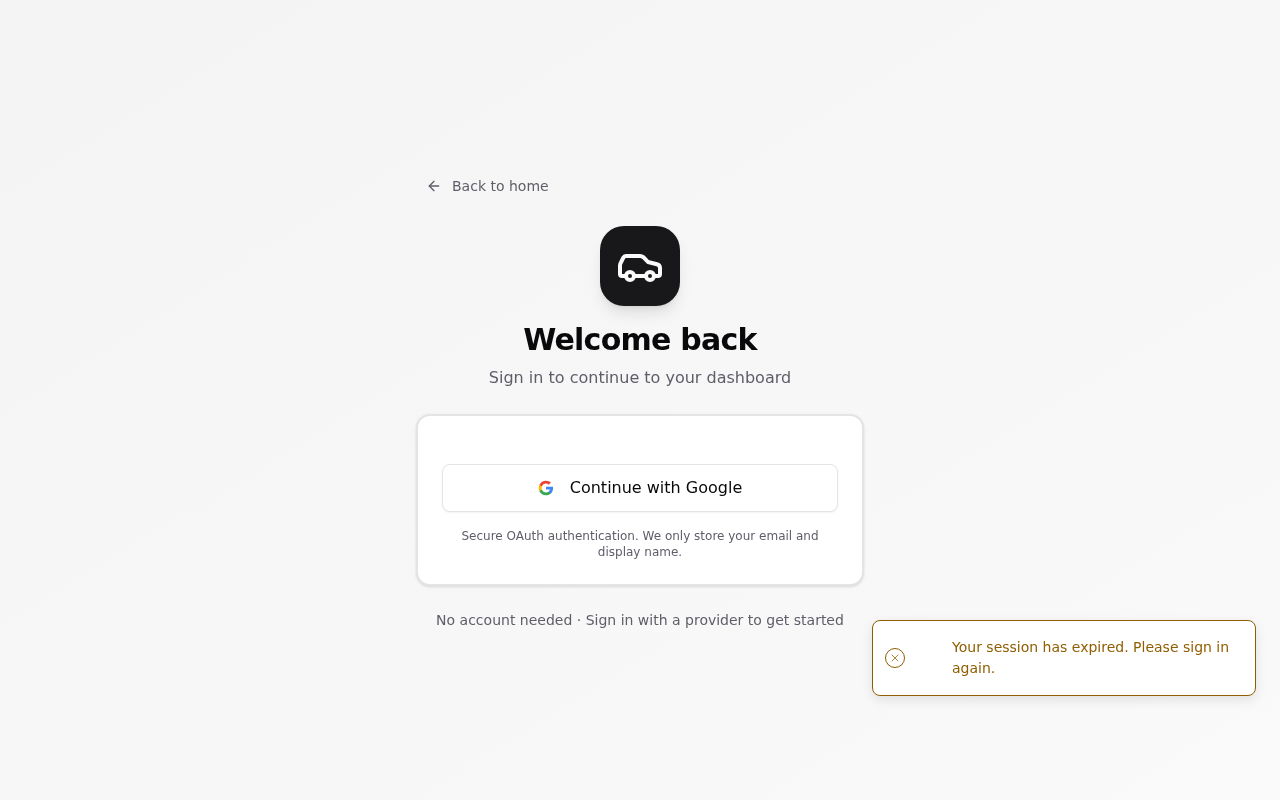 Back to home
Welcome back
Sign in to continue to your dashboard
Continue with Google
Secure OAuth authentication. We only store your email and
display name.
No account needed · Sign in with a provider to get started
Your session has expired. Please sign in
again.